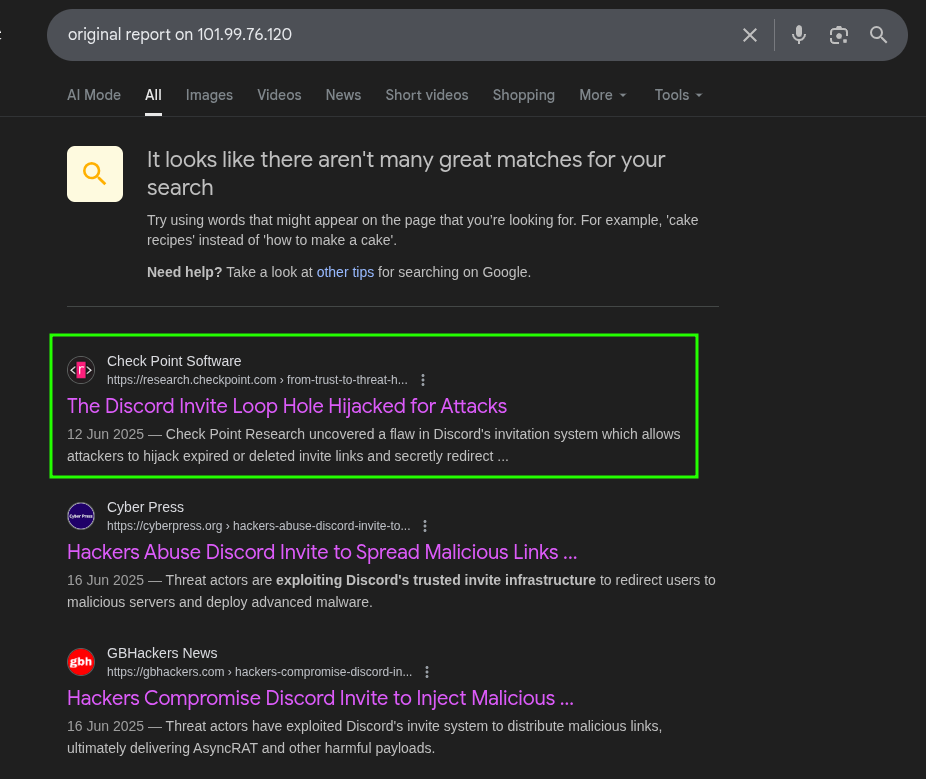 original report on 101.99.76.120
AI Mode All Images Videos News Short videos Shopping More Tools
It looks like there aren't many great matches for your
search
Try using words that might appear on the page that you're looking for. For example, 'cake
recipes' instead of 'how to make a cake'.
Need help? Take a look at other tips for searching on Google.
r
Check Point Software
https://research.checkpoint.com › from-trust-to-threat-h...
The Discord Invite Loop Hole Hijacked for Attacks
12 Jun 2025 — Check Point Research uncovered a flaw in Discord's invitation system which allows
attackers to hijack expired or deleted invite links and secretly redirect ...
Cyber Press
Cyber Press
https://cyberpress.org › hackers-abuse-discord-invite-to...
Hackers Abuse Discord Invite to Spread Malicious Links ...
16 Jun 2025 — Threat actors are exploiting Discord's trusted invite infrastructure to redirect users to
malicious servers and deploy advanced malware.
gbh
GBHackers News
https://gbhackers.com › hackers-compromise-discord-in...
Hackers Compromise Discord Invite to Inject Malicious ...
16 Jun 2025 — Threat actors have exploited Discord's invite system to distribute malicious links,
ultimately delivering AsyncRAT and other harmful payloads.